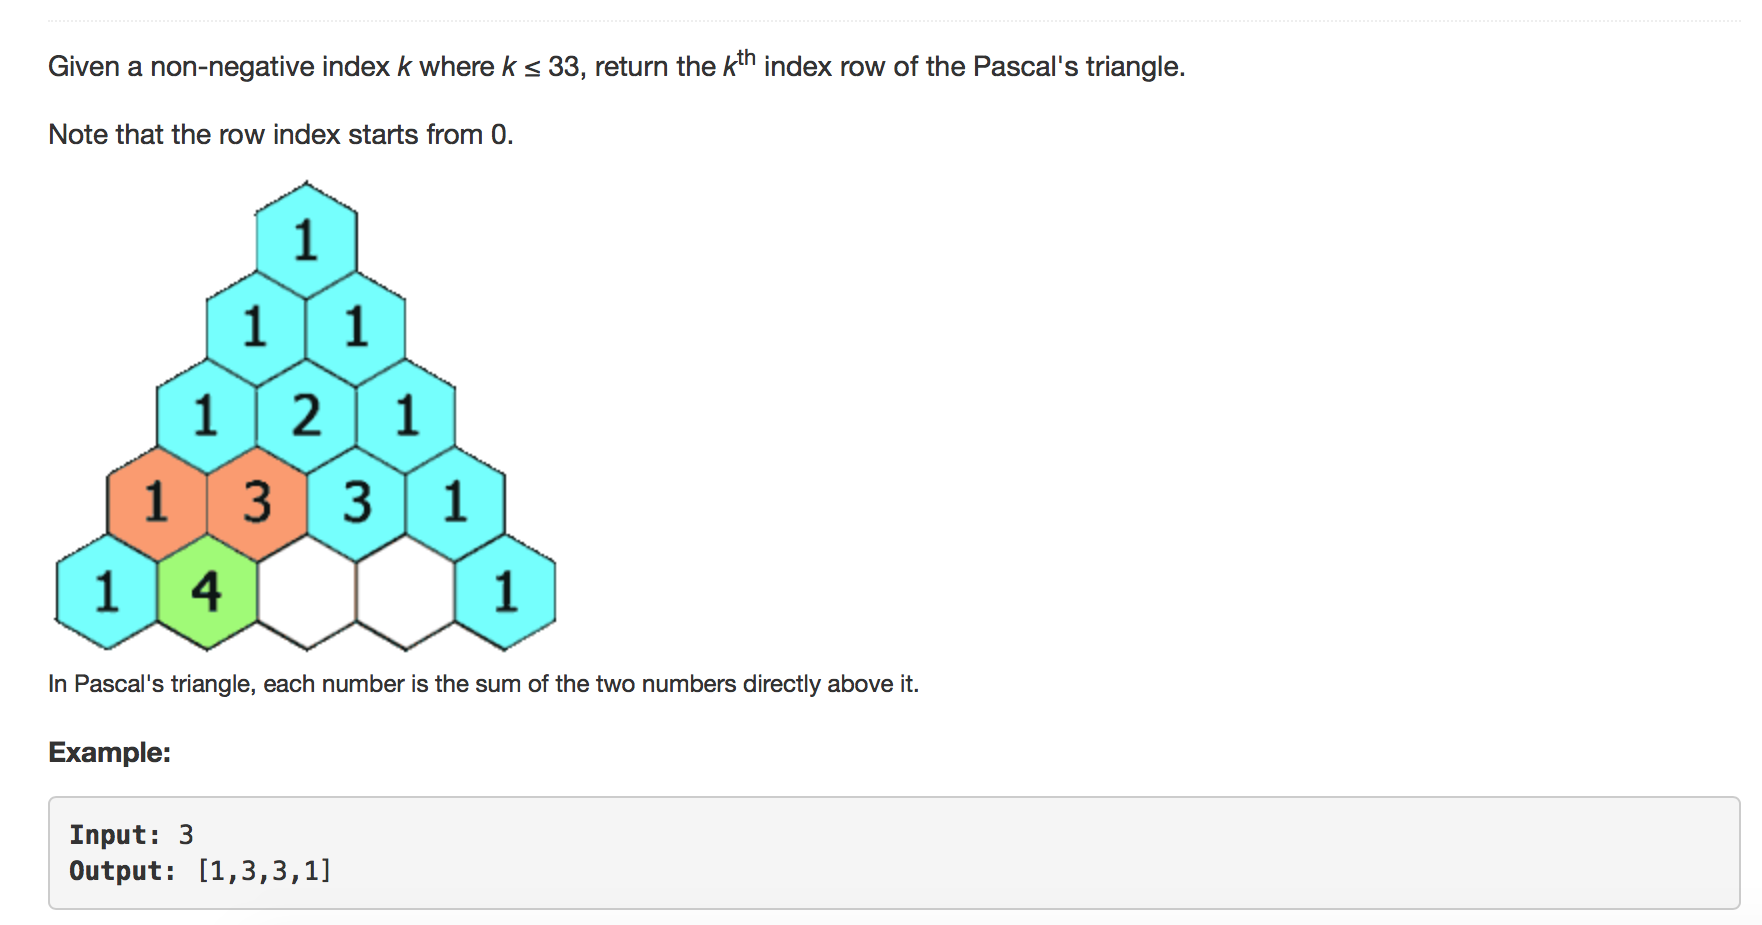 Given a non-negative index k where k ≤ 33, return the kth index row of the Pascal's triangle.
Note that the row index starts from 0.
1
1 1
1 2 1
1 3 3 1
1 4 1
In Pascal's triangle, each number is the sum of the two numbers directly above it.
Example:
Input: 3
Output: [1,3,3,1]